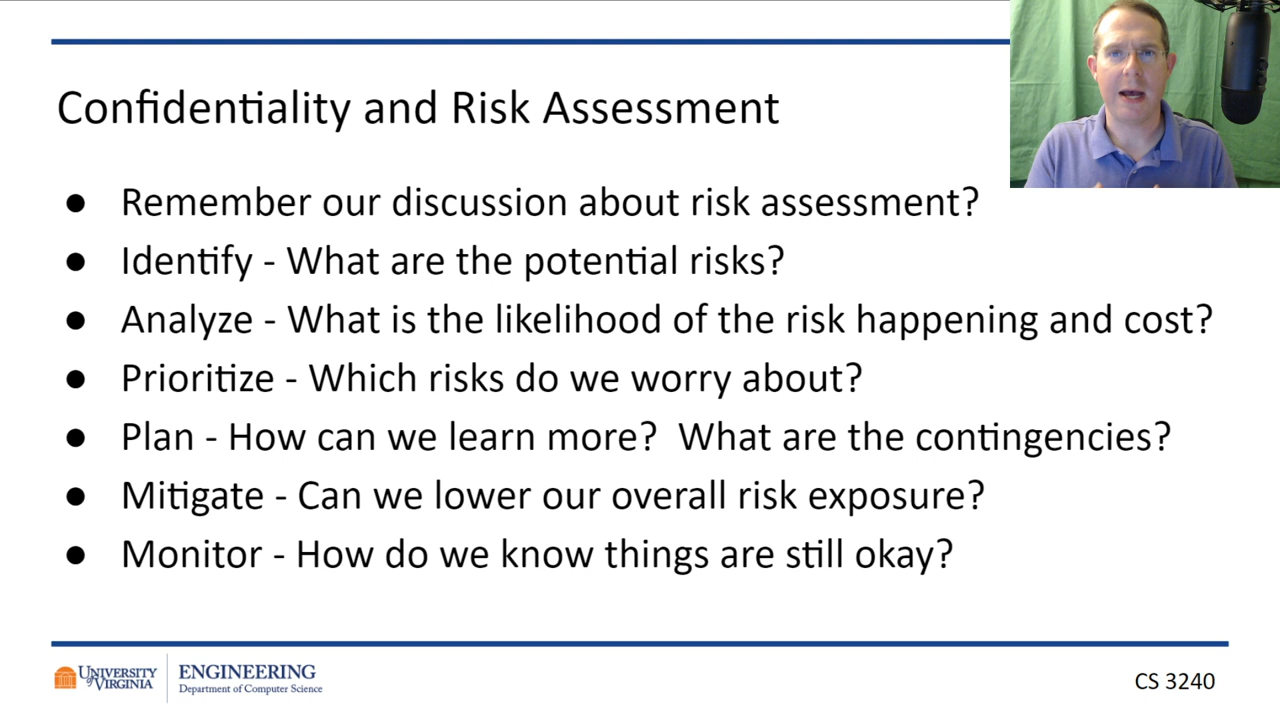 Confidentiality and Risk Assessment
● Remember our discussion about risk assessment?
● Identify - What are the potential risks?
● Analyze - What is the likelihood of the risk happening and cost?
● Prioritize - Which risks do we worry about?
● Plan - How can we learn more?  What are the contingencies?
● Mitigate - Can we lower our overall risk exposure?
● Monitor - How do we know things are still okay?
UNIVERSITY
of VIRGINIA
ENGINEERING
Department of Computer Science
CS 3240